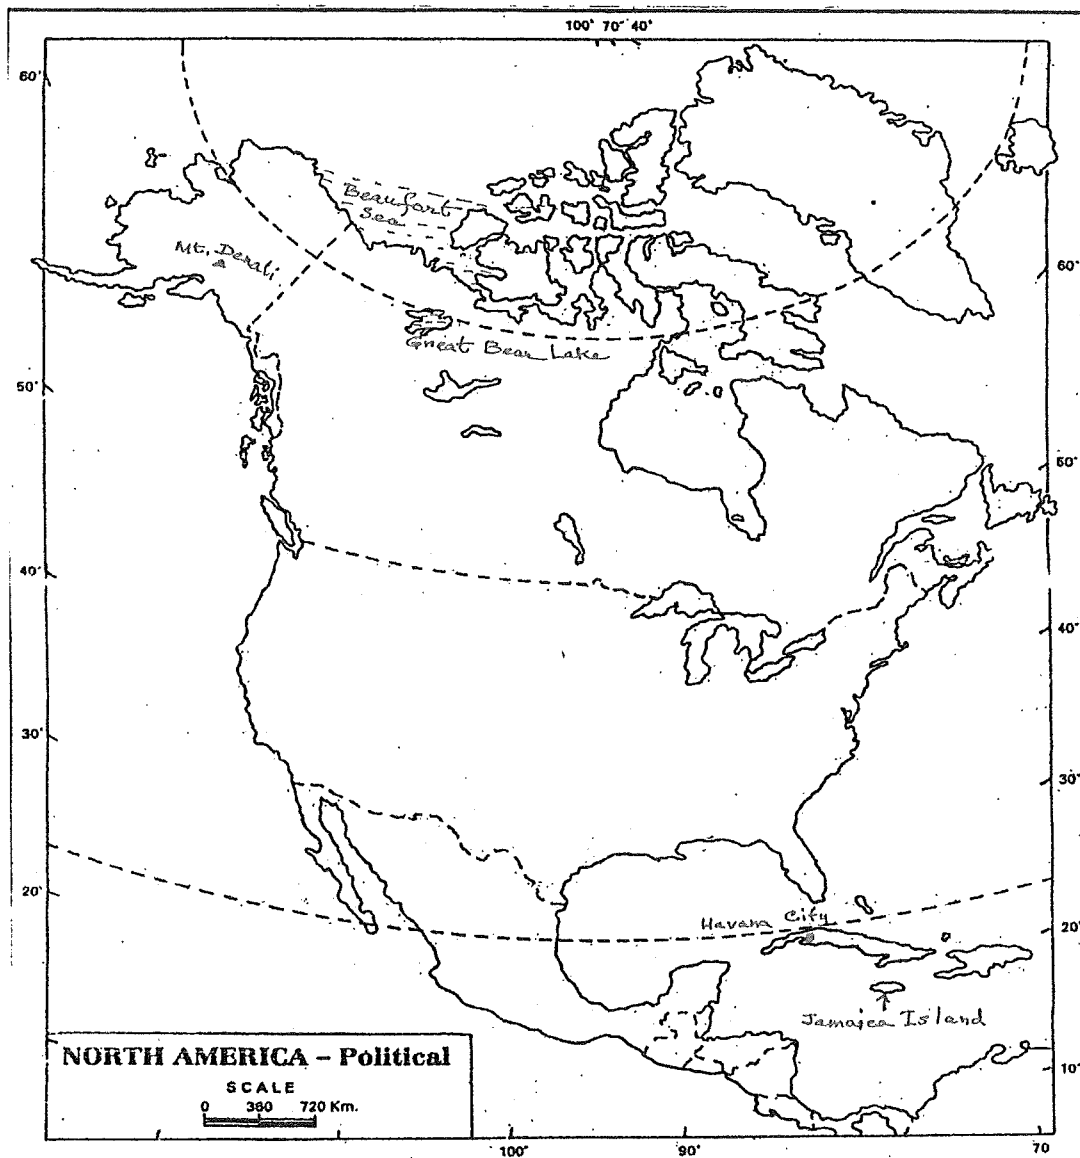 100° 70° 40°
60°
Beaufort
Sea
Mt. Denali
60°
Great Bear Lake
50°
50°
40°
40°
30°
30°
20°
Havana City
20°
Jamaica Island
NORTH AMERICA – Political
SCALE
0 360 720 Km.
10°
100° 90° 70